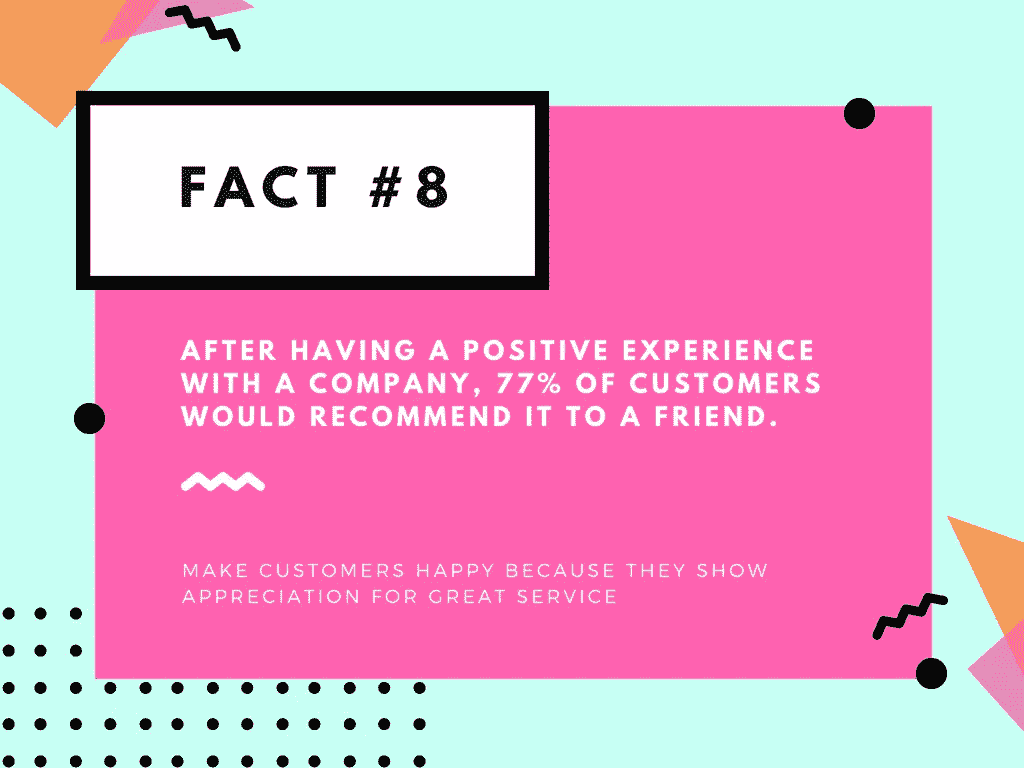 FACT #8
AFTER HAVING A POSITIVE EXPERIENCE
WITH A COMPANY, 77% OF CUSTOMERS
WOULD RECOMMEND IT TO A FRIEND.
MAKE CUSTOMERS HAPPY BECAUSE THEY SHOW
APPRECIATION FOR GREAT SERVICE